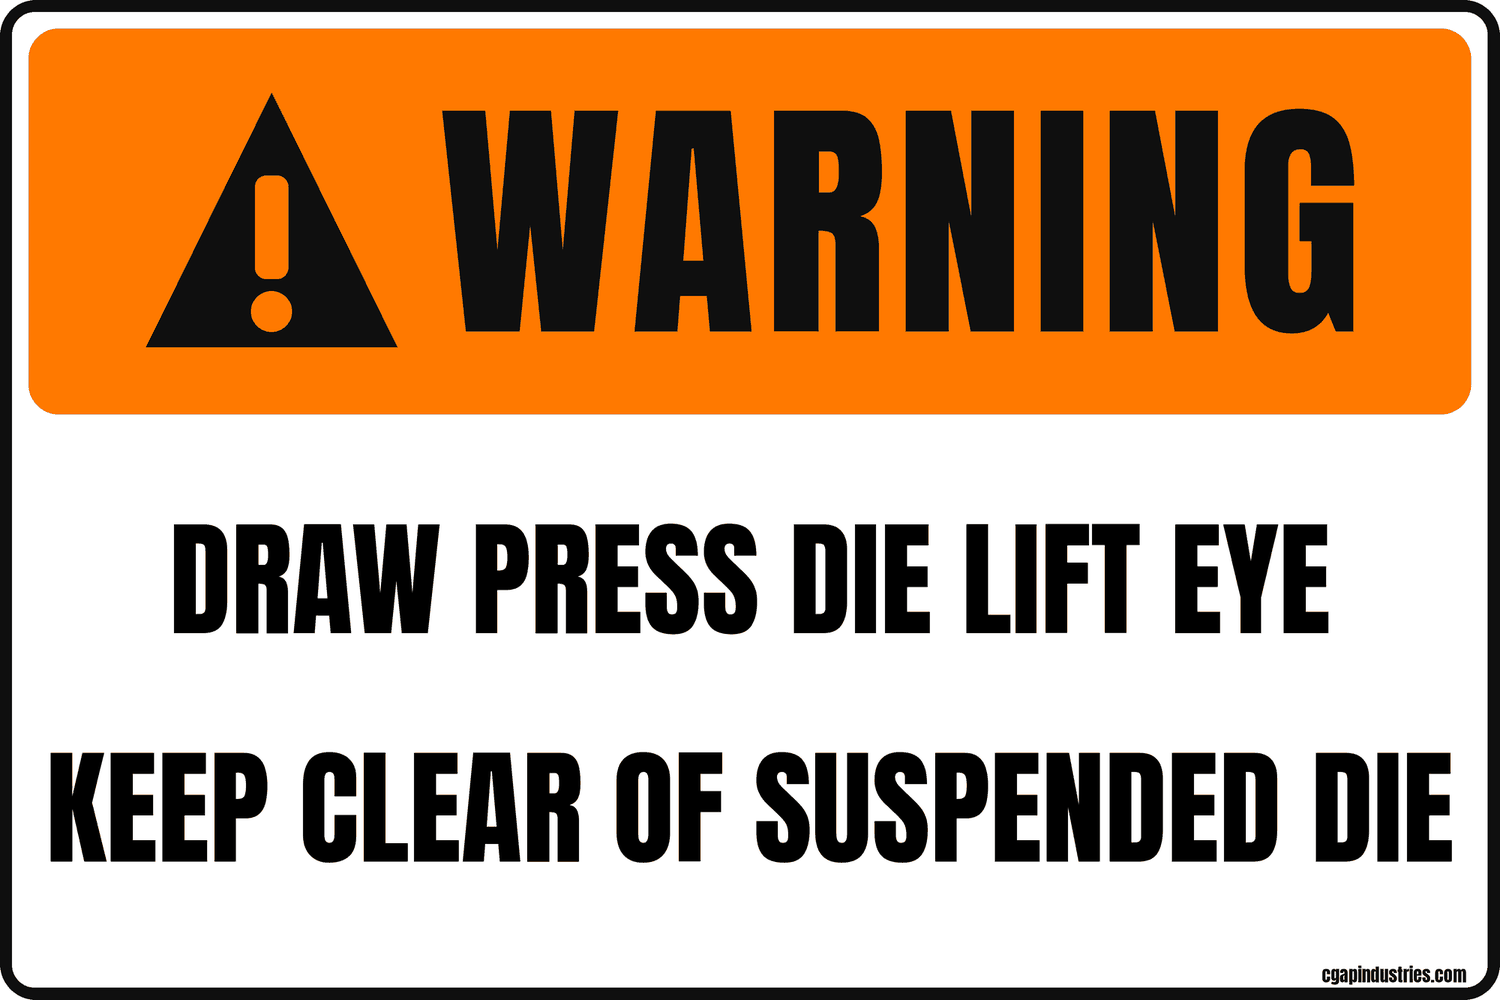 WARNING
DRAW PRESS DIE LIFT EYE
KEEP CLEAR OF SUSPENDED DIE
cgapindustries.com